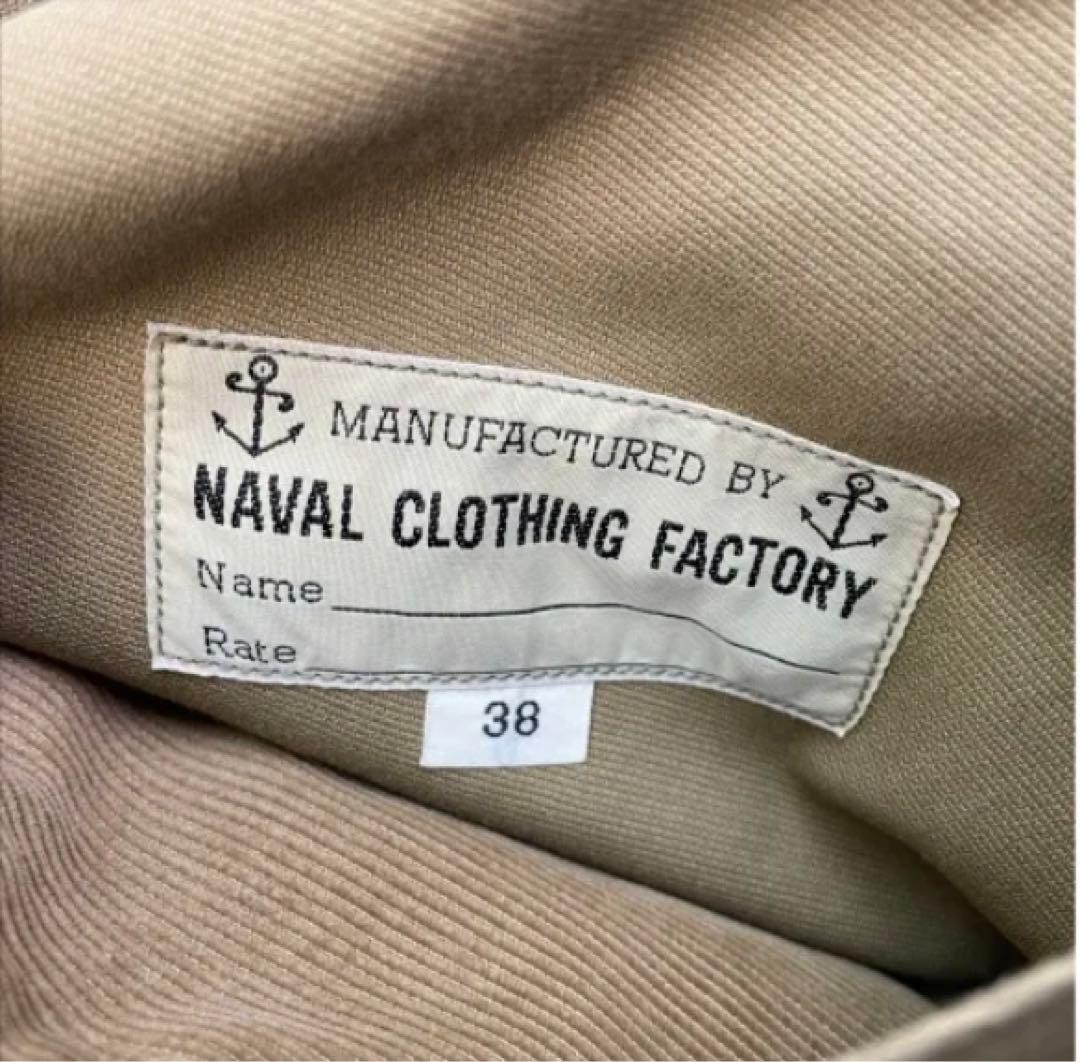 MANUFACTURED BY
NAVAL CLOTHING FACTORY
Name
Rate
38